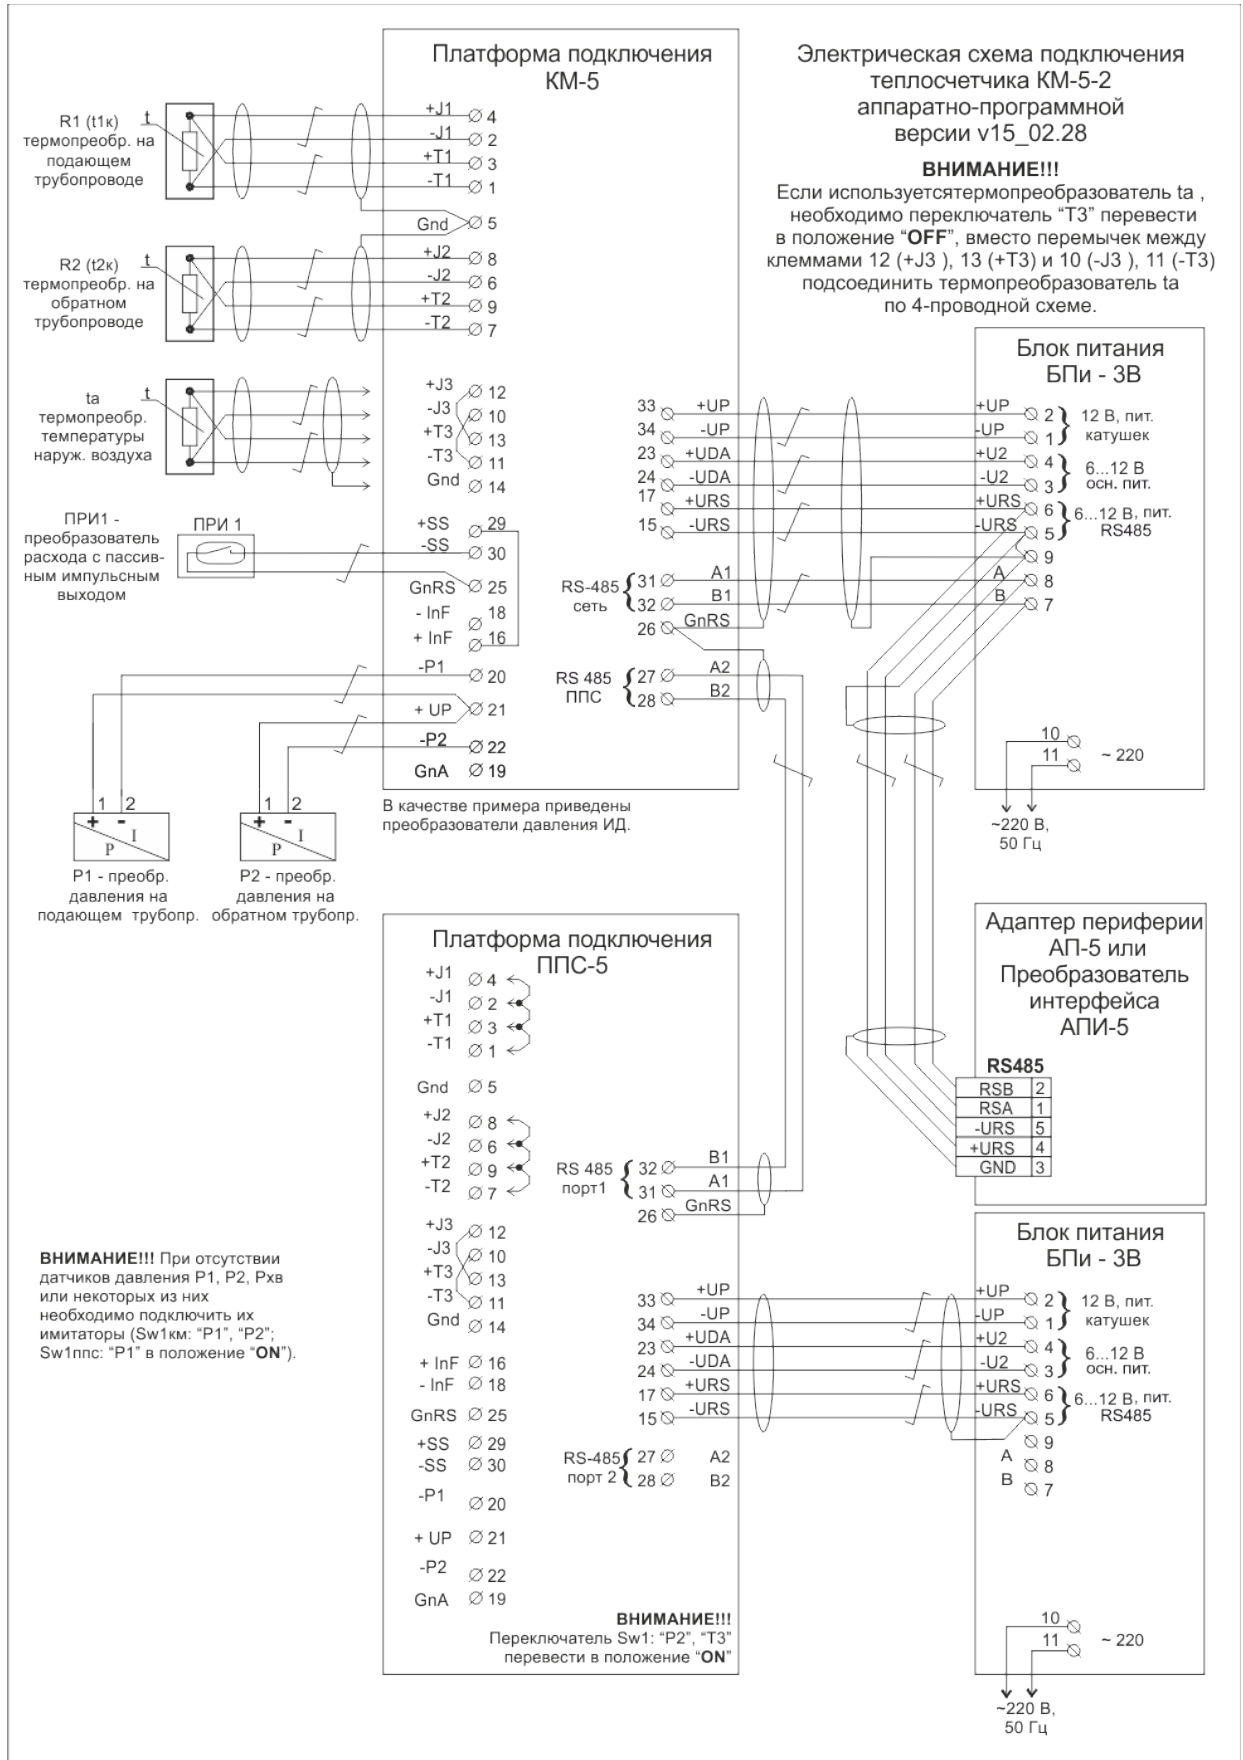 Платформа подключения
КМ-5
Электрическая схема подключения
теплосчетчика КМ-5-2
аппаратно-программной
версии v15_02.28
ВНИМАНИЕ!!!
Если используетсятермопреобразователь ta ,
необходимо переключатель “T3” перевести
в положение “OFF”, вместо перемычек между
клеммами 12 (+J3 ), 13 (+T3) и 10 (-J3 ), 11 (-T3)
подсоединить термопреобразователь ta
по 4-проводной схеме.
R1 (t1к)
термопреобр. на
подающем
трубопроводе
t
+J1 4
-J1 2
+T1 3
-T1 1
Gnd 5
R2 (t2к)
термопреобр. на
обратном
трубопроводе
t
+J2 8
-J2 6
+T2 9
-T2 7
ta
термопреобр.
температуры
наруж. воздуха
t
+J3 12
-J3 10
+T3 13
-T3 11
Gnd 14
ПРИ1 -
преобразователь
расхода с пассив-
ным импульсным
выходом
ПРИ 1
+SS 29
-SS 30
GnRS 25
- InF 18
+ InF 16
-P1 20
+ UP 21
-P2 22
GnA 19
33 +UP
34 -UP
23 +UDA
24 -UDA
17 +URS
15 -URS
RS-485
сеть
31 A1
32 B1
26 GnRS
RS 485
ППС
27 A2
28 B2
Блок питания
БПи - 3В
+UP 2
-UP 1
12 В, пит.
катушек
+U2 4
-U2 3
6...12 В
осн. пит.
+URS 6
-URS 5
6...12 В, пит.
RS485
9
A 8
B 7
10
11
~ 220
~220 В,
50 Гц
1 2
+ -
P I
P1 - преобр.
давления на
подающем трубопр.
1 2
+ -
P I
P2 - преобр.
давления на
обратном трубопр.
В качестве примера приведены
преобразователи давления ИД.
Адаптер периферии
АП-5 или
Преобразователь
интерфейса
АПИ-5
RS485
RSB 2
RSA 1
-URS 5
+URS 4
GND 3
Платформа подключения
ППС-5
+J1 4
-J1 2
+T1 3
-T1 1
Gnd 5
+J2 8
-J2 6
+T2 9
-T2 7
+J3 12
-J3 10
+T3 13
-T3 11
Gnd 14
+ InF 16
- InF 18
GnRS 25
+SS 29
-SS 30
-P1 20
+ UP 21
-P2 22
GnA 19
RS 485
порт1
32 B1
31 A1
26 GnRS
33 +UP
34 -UP
23 +UDA
24 -UDA
17 +URS
15 -URS
RS-485
порт 2
27 A2
28 B2
ВНИМАНИЕ!!!
Переключатель Sw1: “P2”, “T3”
перевести в положение “ON”
ВНИМАНИЕ!!! При отсутствии
датчиков давления P1, P2, Pхв
или некоторых из них
необходимо подключить их
имитаторы (Sw1км: “P1”, “P2”;
Sw1ппс: “P1” в положение “ON”).
Блок питания
БПи - 3В
+UP 2
-UP 1
12 В, пит.
катушек
+U2 4
-U2 3
6...12 В
осн. пит.
+URS 6
-URS 5
6...12 В, пит.
RS485
9
A 8
B 7
10
11
~ 220
~220 В,
50 Гц